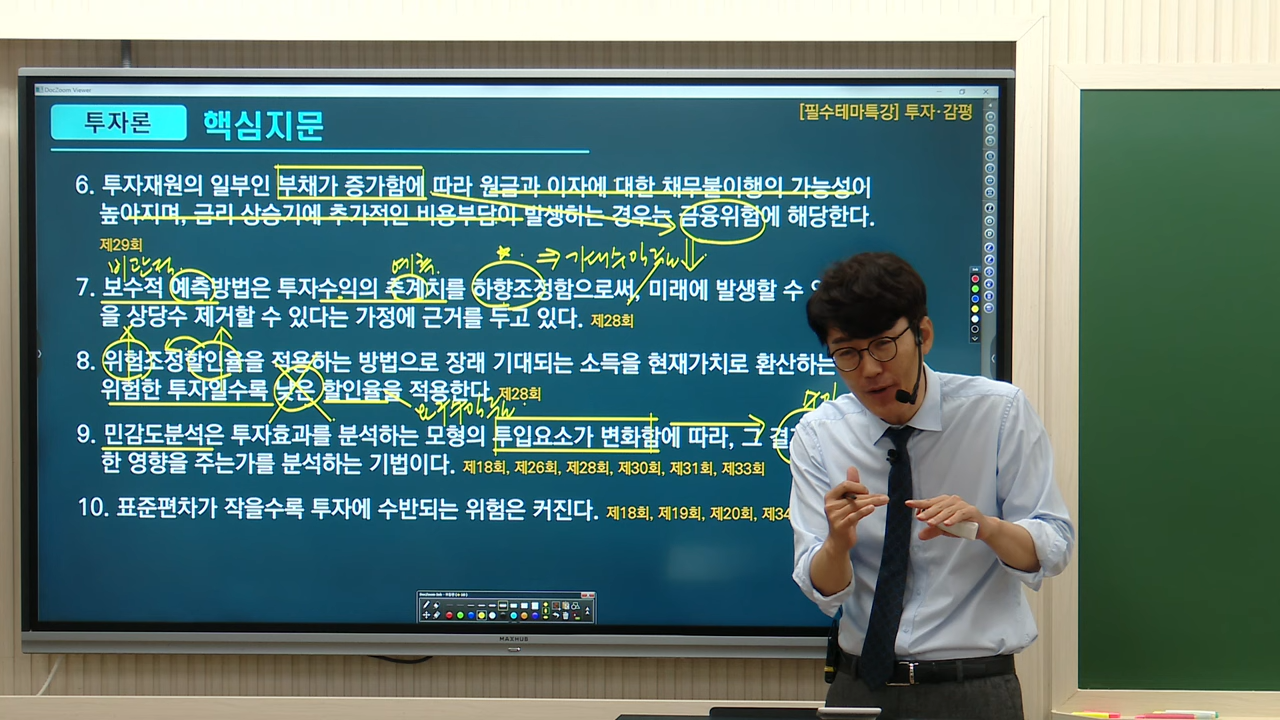 DocZoom Viewer
투자론 핵심지문
[필수테마특강] 투자·감평
6. 투자재원의 일부인 부채가 증가함에 따라 원금과 이자에 대한 채무불이행의 가능성이
높아지며, 금리 상승기에 추가적인 비용부담이 발생하는 경우는 금융위험에 해당한다.
제29회
비관적 예측
7. 보수적 예측방법은 투자수익의 추계치를 하향조정함으로써, 미래에 발생할 수
을 상당수 제거할 수 있다는 가정에 근거를 두고 있다. 제28회
8. 위험조정할인율을 적용하는 방법으로 장래 기대되는 소득을 현재가치로 환산하는
위험한 투자일수록 낮은 할인율을 적용한다. 제28회
요구수익률
9. 민감도분석은 투자효과를 분석하는 모형의 투입요소가 변화함에 따라, 그
한 영향을 주는가를 분석하는 기법이다. 제18회, 제26회, 제28회, 제30회, 제31회, 제33회
10. 표준편차가 작을수록 투자에 수반되는 위험은 커진다. 제18회, 제19회, 제20회, 제34
MAXHUB